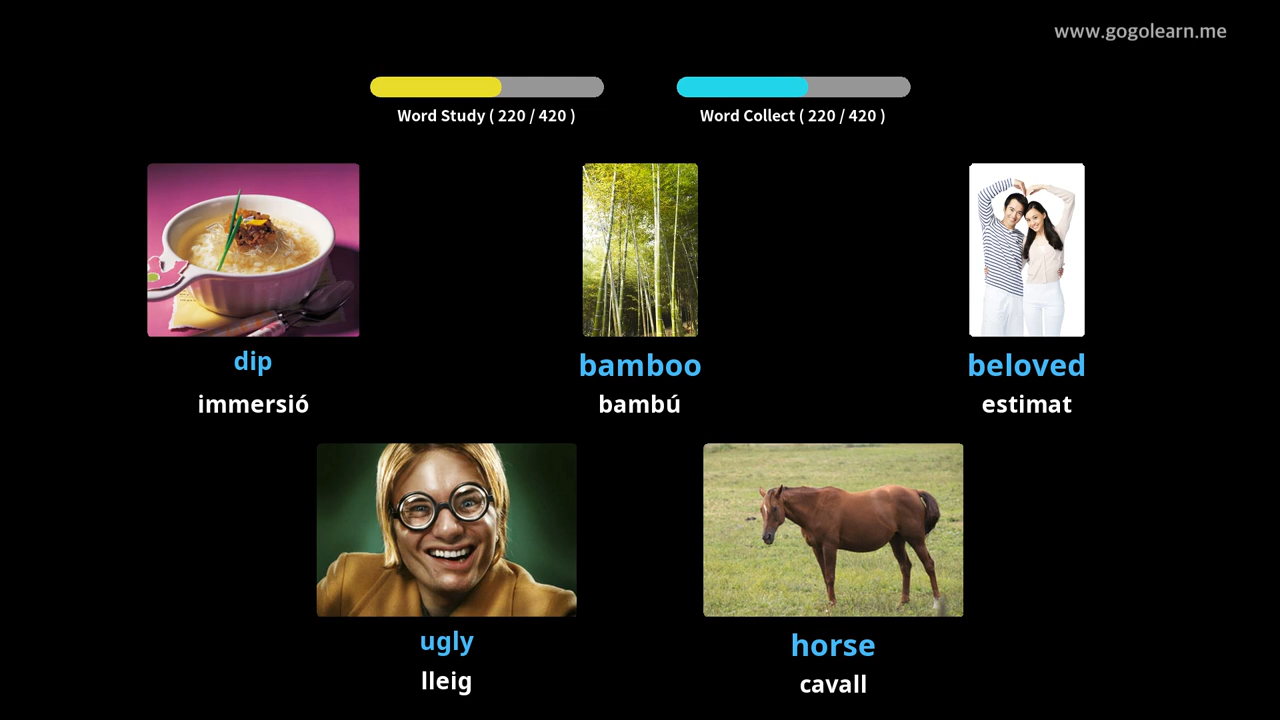 www.gogolearn.me
Word Study ( 220 / 420 )
Word Collect ( 220 / 420 )
dip
bamboo
beloved
immersió
bambú
estimat
ugly
horse
lleig
cavall